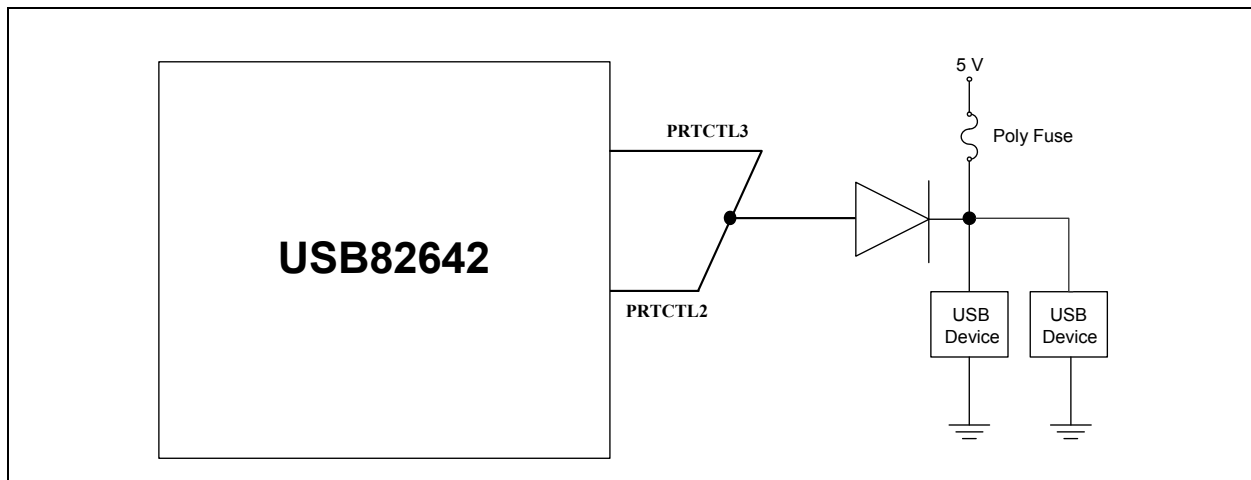 5 V
PRTCTL3
Poly Fuse
USB82642
PRTCTL2
USB
Device
USB
Device